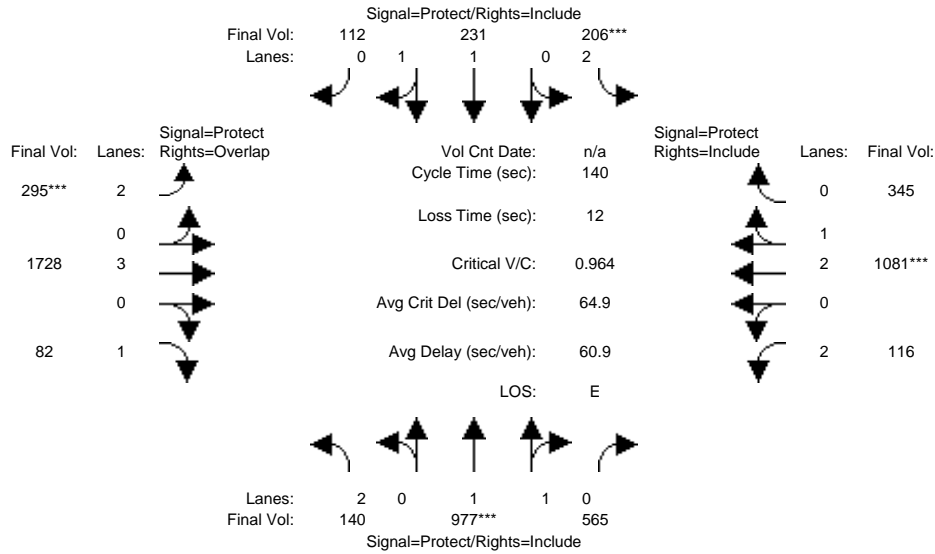 Signal=Protect/Rights=Include
Final Vol: 112 231 206***
Lanes: 0 1 1 0 2
Signal=Protect Signal=Protect
Final Vol: Lanes: Rights=Overlap Vol Cnt Date: n/a Rights=Include Lanes: Final Vol:
Cycle Time (sec): 140
295*** 2 0 345
Loss Time (sec): 12
0 1
1728 3 Critical V/C: 0.964 2 1081***
0 Avg Crit Del (sec/veh): 64.9 0
82 1 Avg Delay (sec/veh): 60.9 2 116
LOS: E
Lanes: 2 0 1 1 0
Final Vol: 140 977*** 565
Signal=Protect/Rights=Include